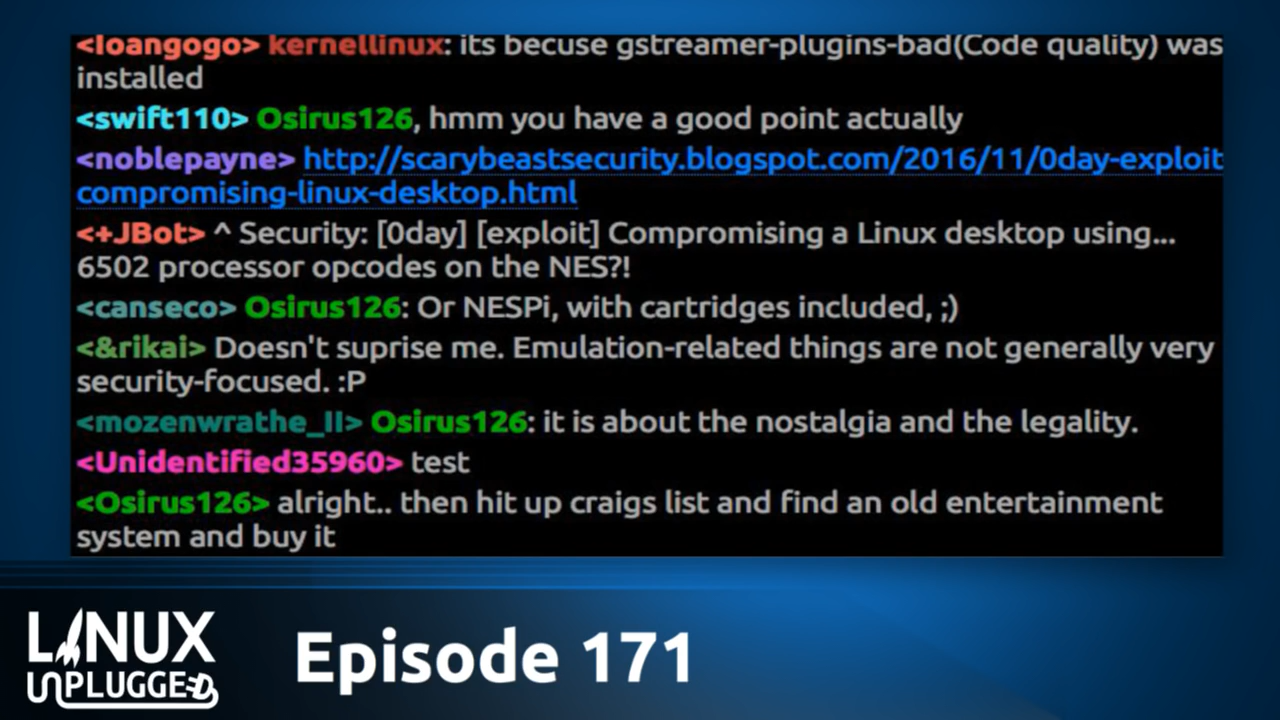 <loangogo> kernellinux: its becuse gstreamer-plugins-bad(Code quality) was
installed
<swift110> Osirus126, hmm you have a good point actually
<noblepayne> http://scarybeastsecurity.blogspot.com/2016/11/0day-exploit
compromising-linux-desktop.html
<+JBot> ^ Security: [0day] [exploit] Compromising a Linux desktop using...
6502 processor opcodes on the NES?!
<canseco> Osirus126: Or NESPi, with cartridges included, ;)
<&rikai> Doesn't suprise me. Emulation-related things are not generally very
security-focused. :P
<mozenwrathe_II> Osirus126: it is about the nostalgia and the legality.
<Unidentified35960> test
<Osirus126> alright.. then hit up craigs list and find an old entertainment
system and buy it
LINUX
UNPLUGGED
Episode 171